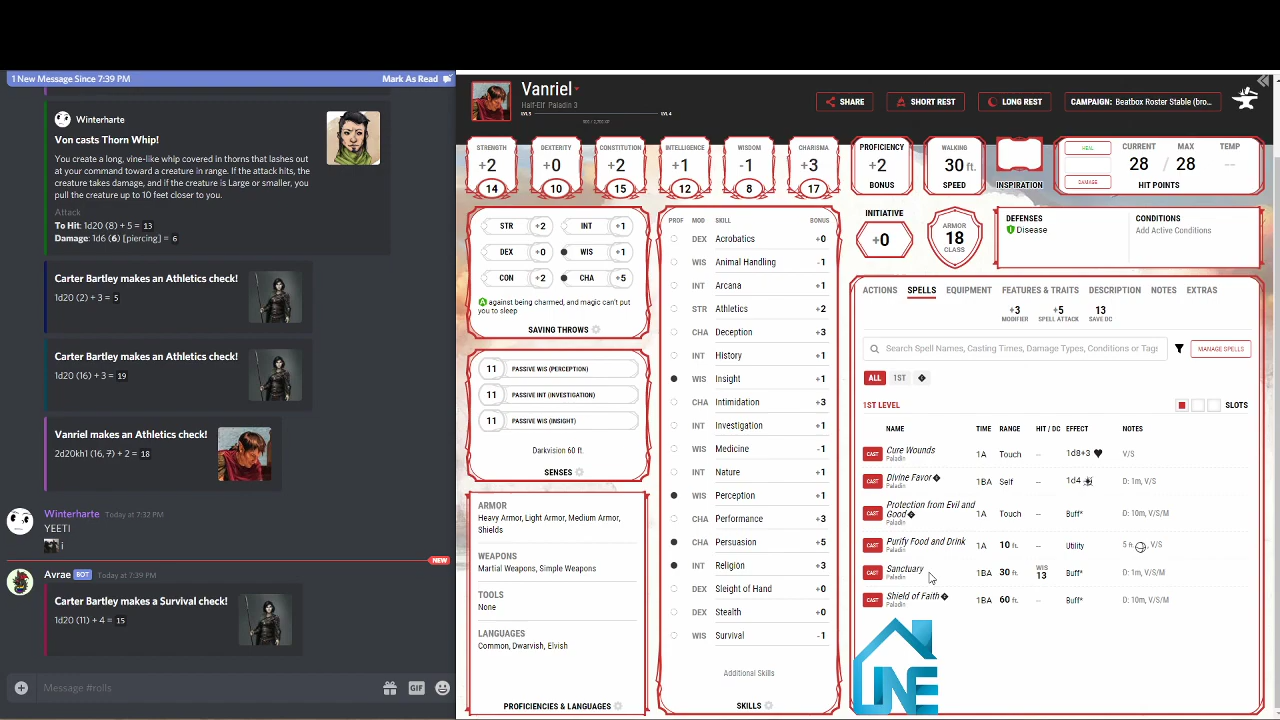 1 New Message Since 7:39 PM
Mark As Read
Winterharte
Von casts Thorn Whip!
You create a long, vine-like whip covered in thorns that lashes out
at your command toward a creature in range. If the attack hits, the
creature takes damage, and if the creature is Large or smaller, you
pull the creature up to 10 feet closer to you.
Attack
To Hit: 1d20 (8) + 5 = 13
Damage: 1d6 (6) [piercing] = 6
Carter Bartley makes an Athletics check!
1d20 (2) + 3 = 5
Carter Bartley makes an Athletics check!
1d20 (16) + 3 = 19
Vanriel makes an Athletics check!
2d20kh1 (16, 7) + 2 = 18
Winterharte Today at 7:32 PM
YEETI
i
NEW
Avrae BOT Today at 7:39 PM
Carter Bartley makes a Survival check!
1d20 (11) + 4 = 15
Message #rolls
GIF
Vanriel
Half-Elf Paladin 3
LVL 3
LVL 4
SHARE
SHORT REST
LONG REST
CAMPAIGN: Beatbox Roster Stable (bro...
STRENGTH
+2
14
DEXTERITY
+0
10
CONSTITUTION
+2
15
INTELLIGENCE
+1
12
WISDOM
-1
8
CHARISMA
+3
17
PROFICIENCY
+2
BONUS
WALKING
30 ft.
SPEED
INSPIRATION
HEAL
DAMAGE
CURRENT
28
/
MAX
28
TEMP
--
HIT POINTS
STR +2
INT +1
DEX +0
WIS +1
CON +2
CHA +5
A against being charmed, and magic can't put
you to sleep
SAVING THROWS
11 PASSIVE WIS (PERCEPTION)
11 PASSIVE INT (INVESTIGATION)
11 PASSIVE WIS (INSIGHT)
Darkvision 60 ft.
SENSES
ARMOR
Heavy Armor, Light Armor, Medium Armor,
Shields
WEAPONS
Martial Weapons, Simple Weapons
TOOLS
None
LANGUAGES
Common, Dwarvish, Elvish
PROFICIENCIES & LANGUAGES
PROF MOD SKILL BONUS
DEX Acrobatics +0
WIS Animal Handling -1
INT Arcana +1
STR Athletics +2
CHA Deception +3
INT History +1
WIS Insight +1
CHA Intimidation +3
INT Investigation +1
WIS Medicine -1
INT Nature +1
WIS Perception +1
CHA Performance +3
CHA Persuasion +5
INT Religion +3
DEX Sleight of Hand +0
DEX Stealth +0
WIS Survival -1
Additional Skills
SKILLS
INITIATIVE
+0
ARMOR
18
CLASS
DEFENSES
Disease
CONDITIONS
Add Active Conditions
ACTIONS SPELLS EQUIPMENT FEATURES & TRAITS DESCRIPTION NOTES EXTRAS
+3
MODIFIER
+5
SPELL ATTACK
13
SAVE DC
Search Spell Names, Casting Times, Damage Types, Conditions or Tags
MANAGE SPELLS
ALL 1ST
1ST LEVEL
SLOTS
NAME TIME RANGE HIT / DC EFFECT NOTES
CAST Cure Wounds 1A Touch -- 1d8+3 V/S
Paladin
CAST Divine Favor 1BA Self -- 1d4 D: 1m, V/S
Paladin
CAST Protection from Evil and
Good 1A Touch -- Buff* D: 10m, V/S/M
Paladin
CAST Purify Food and Drink 1A 10 ft. -- Utility 5 ft. , V/S
Paladin
CAST Sanctuary 1BA 30 ft. WIS 13 Buff* D: 1m, V/S/M
Paladin
CAST Shield of Faith 1BA 60 ft. -- Buff* D: 10m, V/S/M
Paladin
UNE